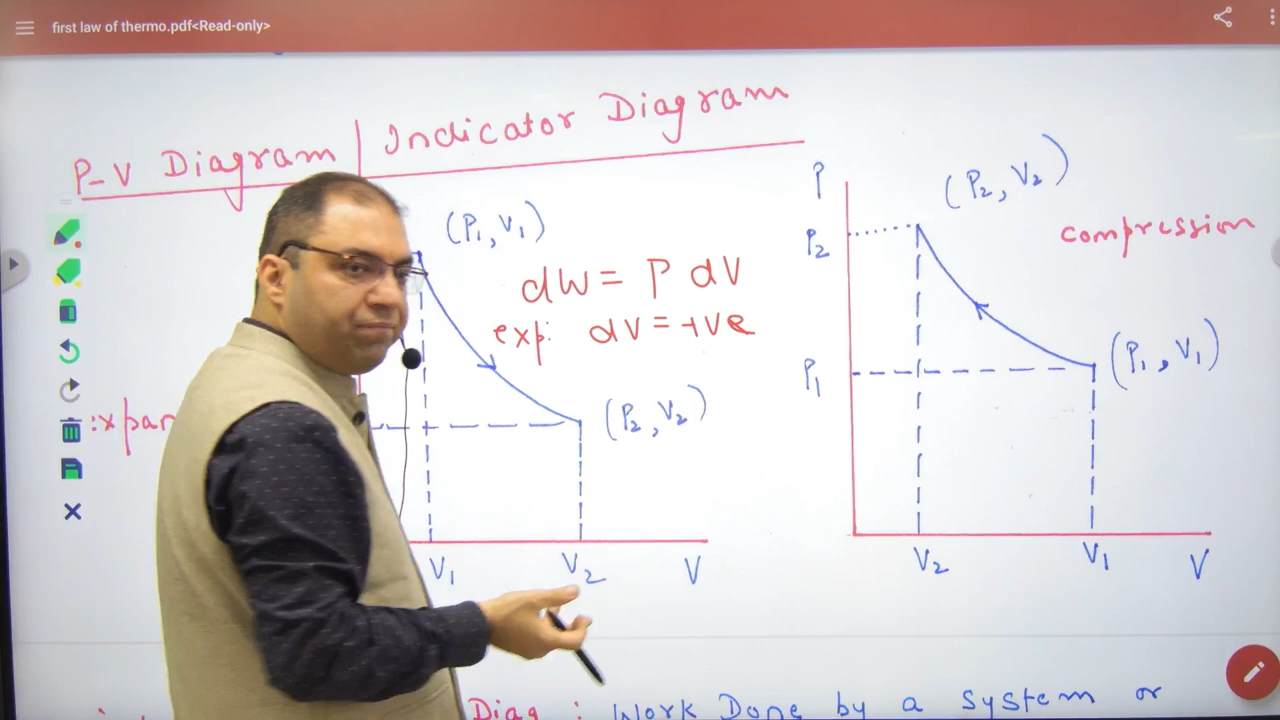 first law of thermo.pdf<Read-only>
P-V Diagram | Indicator Diagram
(P₁, V₁)
dW = P dV
exp: dV = +ve
(P₂, V₂)
V₁
V₂
V
P
(P₂, V₂)
compression
P₂
P₁
(P₁, V₁)
V₂
V₁
V
Diag : Work Done by a system or